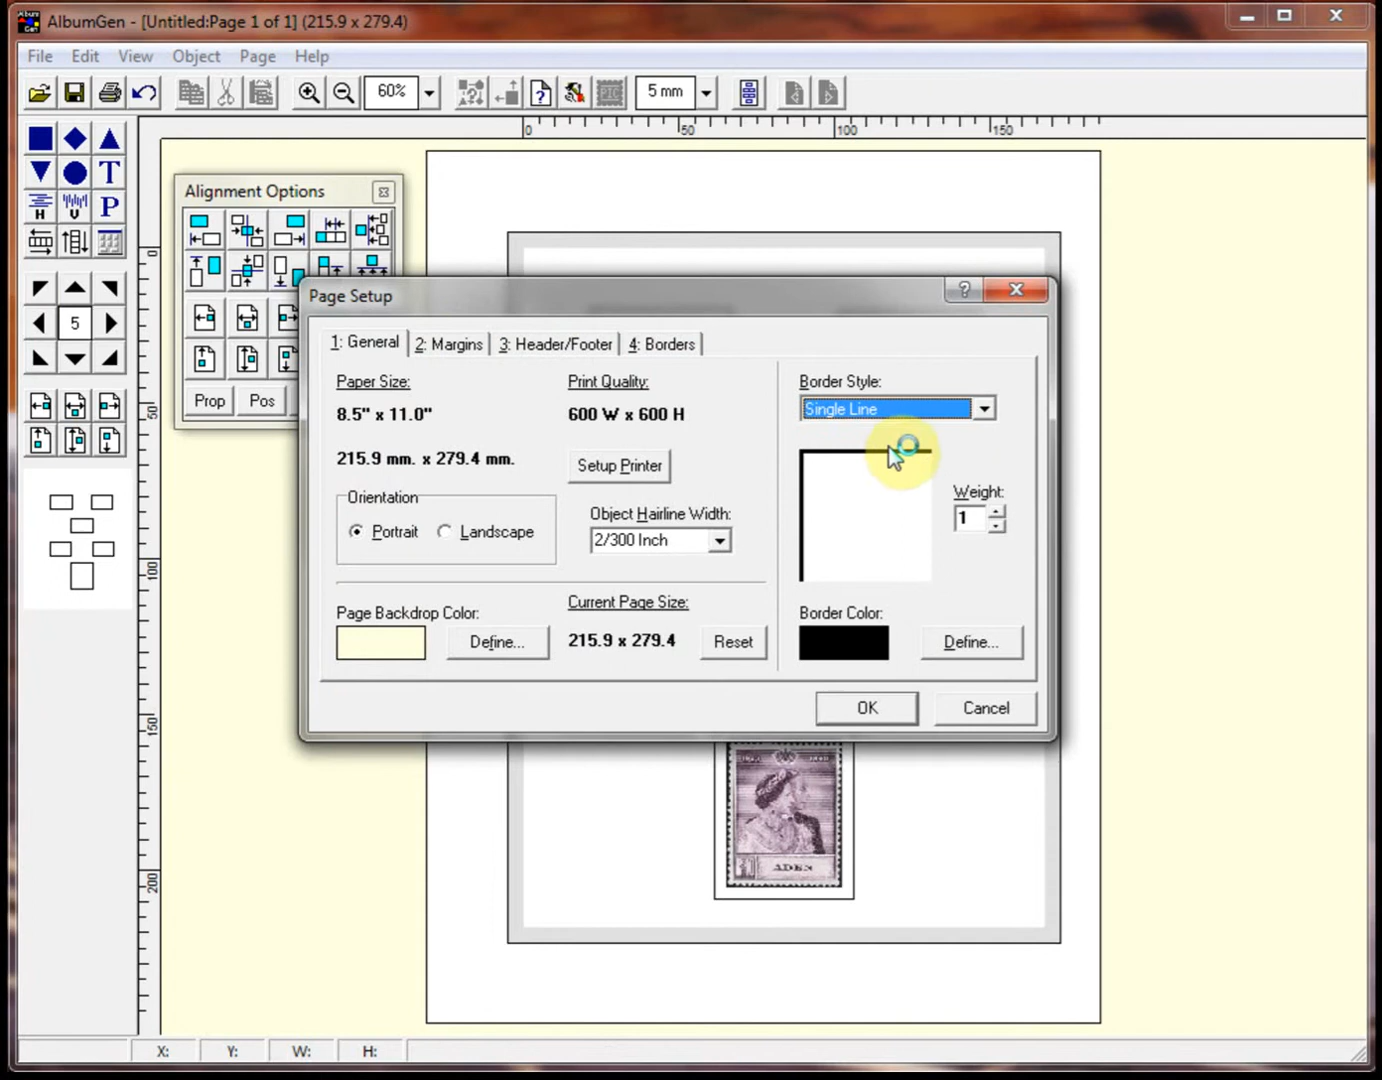 AlbumGen - [Untitled:Page 1 of 1] (215.9 x 279.4)
File Edit View Object Page Help
60% PIC 5 mm
0 50 100 150
T
H V P
Alignment Options
5
Prop Pos
0
50
100
150
200
Page Setup
1: General 2: Margins 3: Header/Footer 4: Borders
Paper Size: Print Quality: Border Style:
8.5" x 11.0" 600 W x 600 H Single Line
215.9 mm. x 279.4 mm. Setup Printer
Orientation Weight:
Portrait Landscape Object Hairline Width: 1
2/300 Inch
Page Backdrop Color: Current Page Size: Border Color:
Define... 215.9 x 279.4 Reset Define...
OK Cancel
ADEN
X: Y: W: H: